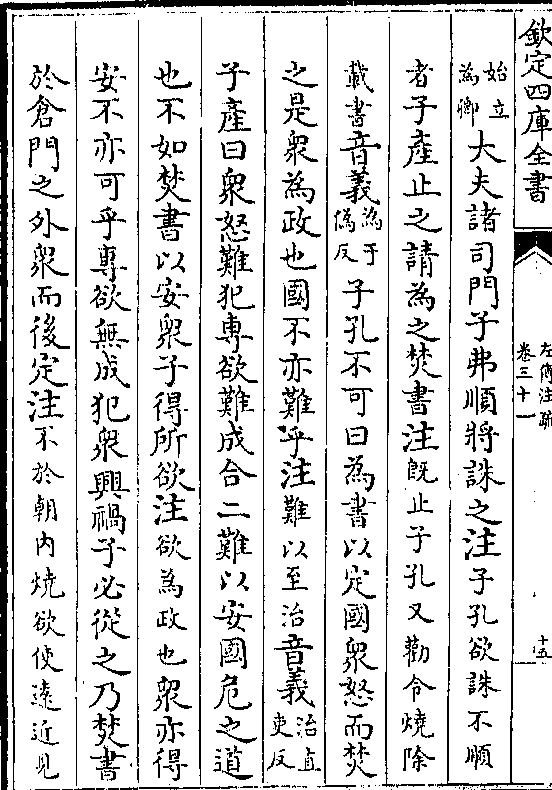 欽定四庫全書
左傳注疏
卷三十一
十五
始立
為卿
大夫諸司門子弗順將誅之注子孔欲誅不順
者子產止之請為之焚書注既止子孔又勸令燒除
載書音義為于
偽反
子孔不可曰為書以定國衆怒而焚
之是衆為政也國不亦難乎注難以至治音義治直
吏反
子產曰衆怒難犯專欲難成合二難以安國危之道
也不如焚書以安衆子得所欲注欲為政也衆亦得
安不亦可乎專欲無成犯衆興禍子必從之乃焚書
於倉門之外衆而後定注不於朝內燒欲使遠近見